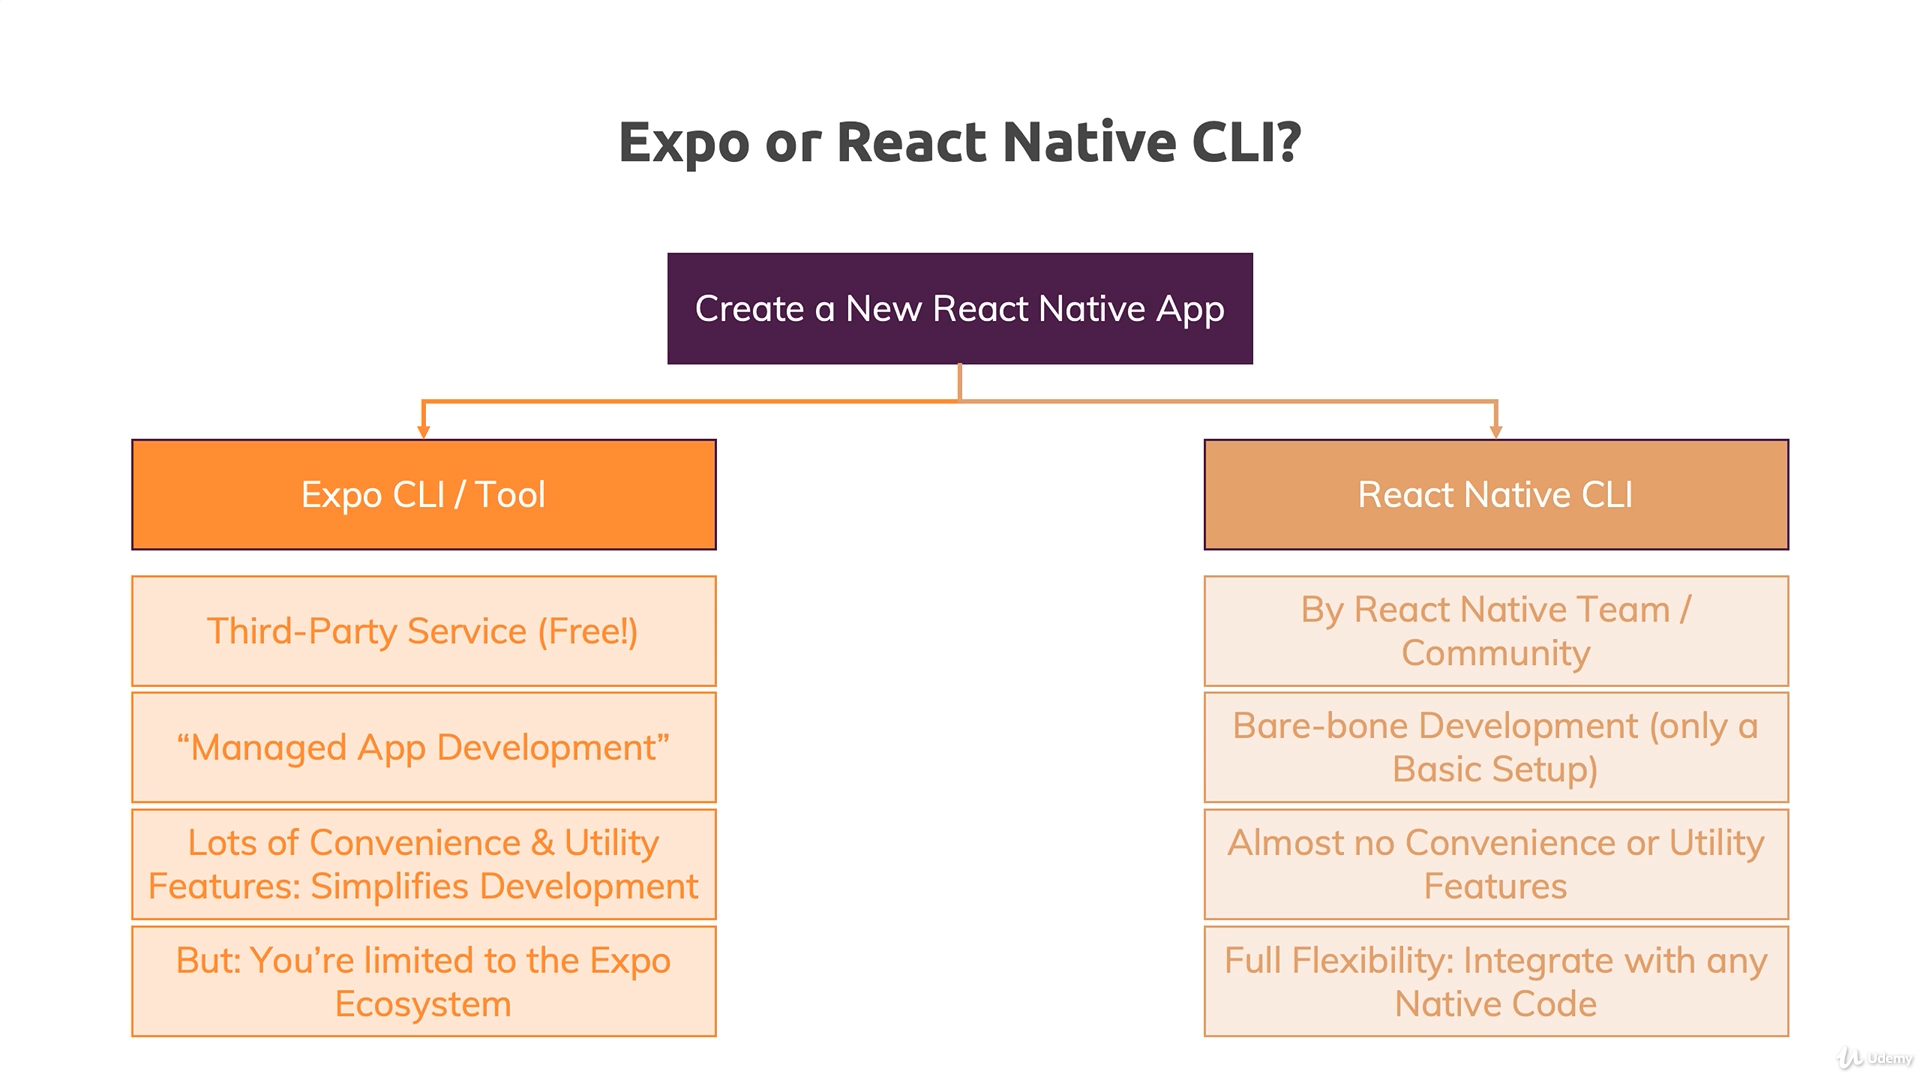 Expo or React Native CLI?
Create a New React Native App
Expo CLI / Tool
Third-Party Service (Free!)
“Managed App Development”
Lots of Convenience & Utility
Features: Simplifies Development
But: You’re limited to the Expo
Ecosystem
React Native CLI
By React Native Team /
Community
Bare-bone Development (only a
Basic Setup)
Almost no Convenience or Utility
Features
Full Flexibility: Integrate with any
Native Code
Udemy